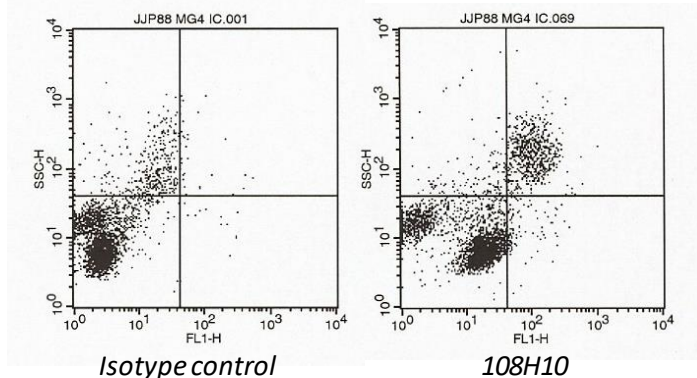 JJP88 MG4 IC.001
10^4
10^3
10^2
10^1
10^0
SSC-H
10^0 10^1 10^2 10^3 10^4
FL1-H
Isotype control
JJP88 MG4 IC.069
10^4
10^3
10^2
10^1
10^0
SSC-H
10^0 10^1 10^2 10^3 10^4
FL1-H
108H10